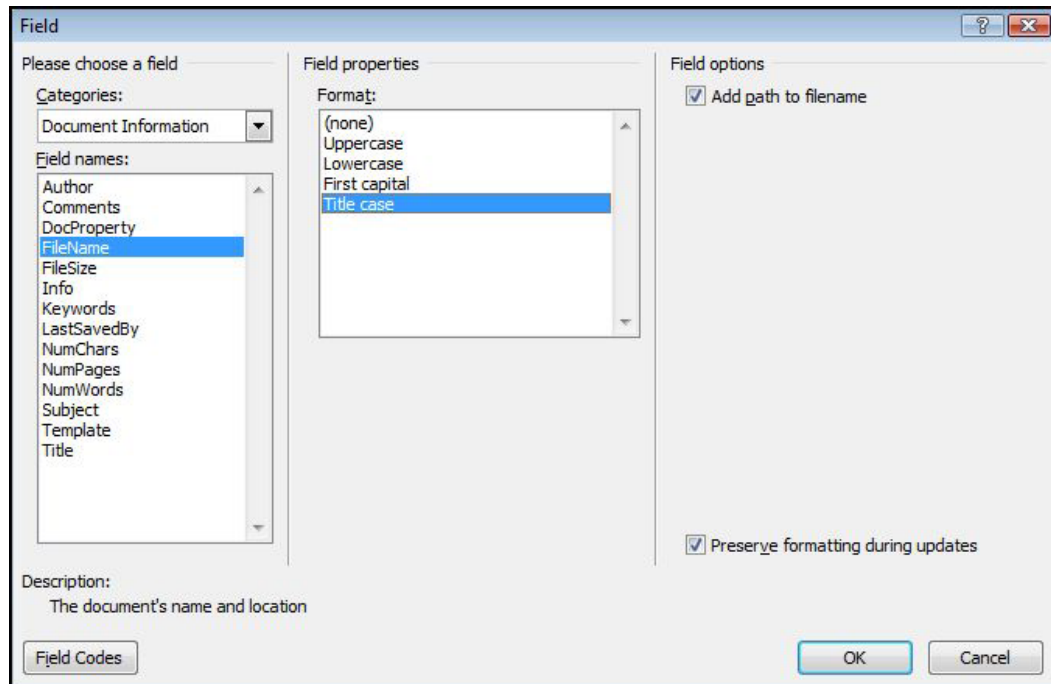 Field
Please choose a field
Categories:
Document Information
Field names:
Author
Comments
DocProperty
FileName
FileSize
Info
Keywords
LastSavedBy
NumChars
NumPages
NumWords
Subject
Template
Title
Field properties
Format:
(none)
Uppercase
Lowercase
First capital
Title case
Field options
Add path to filename
Preserve formatting during updates
Description:
The document's name and location
Field Codes
OK
Cancel